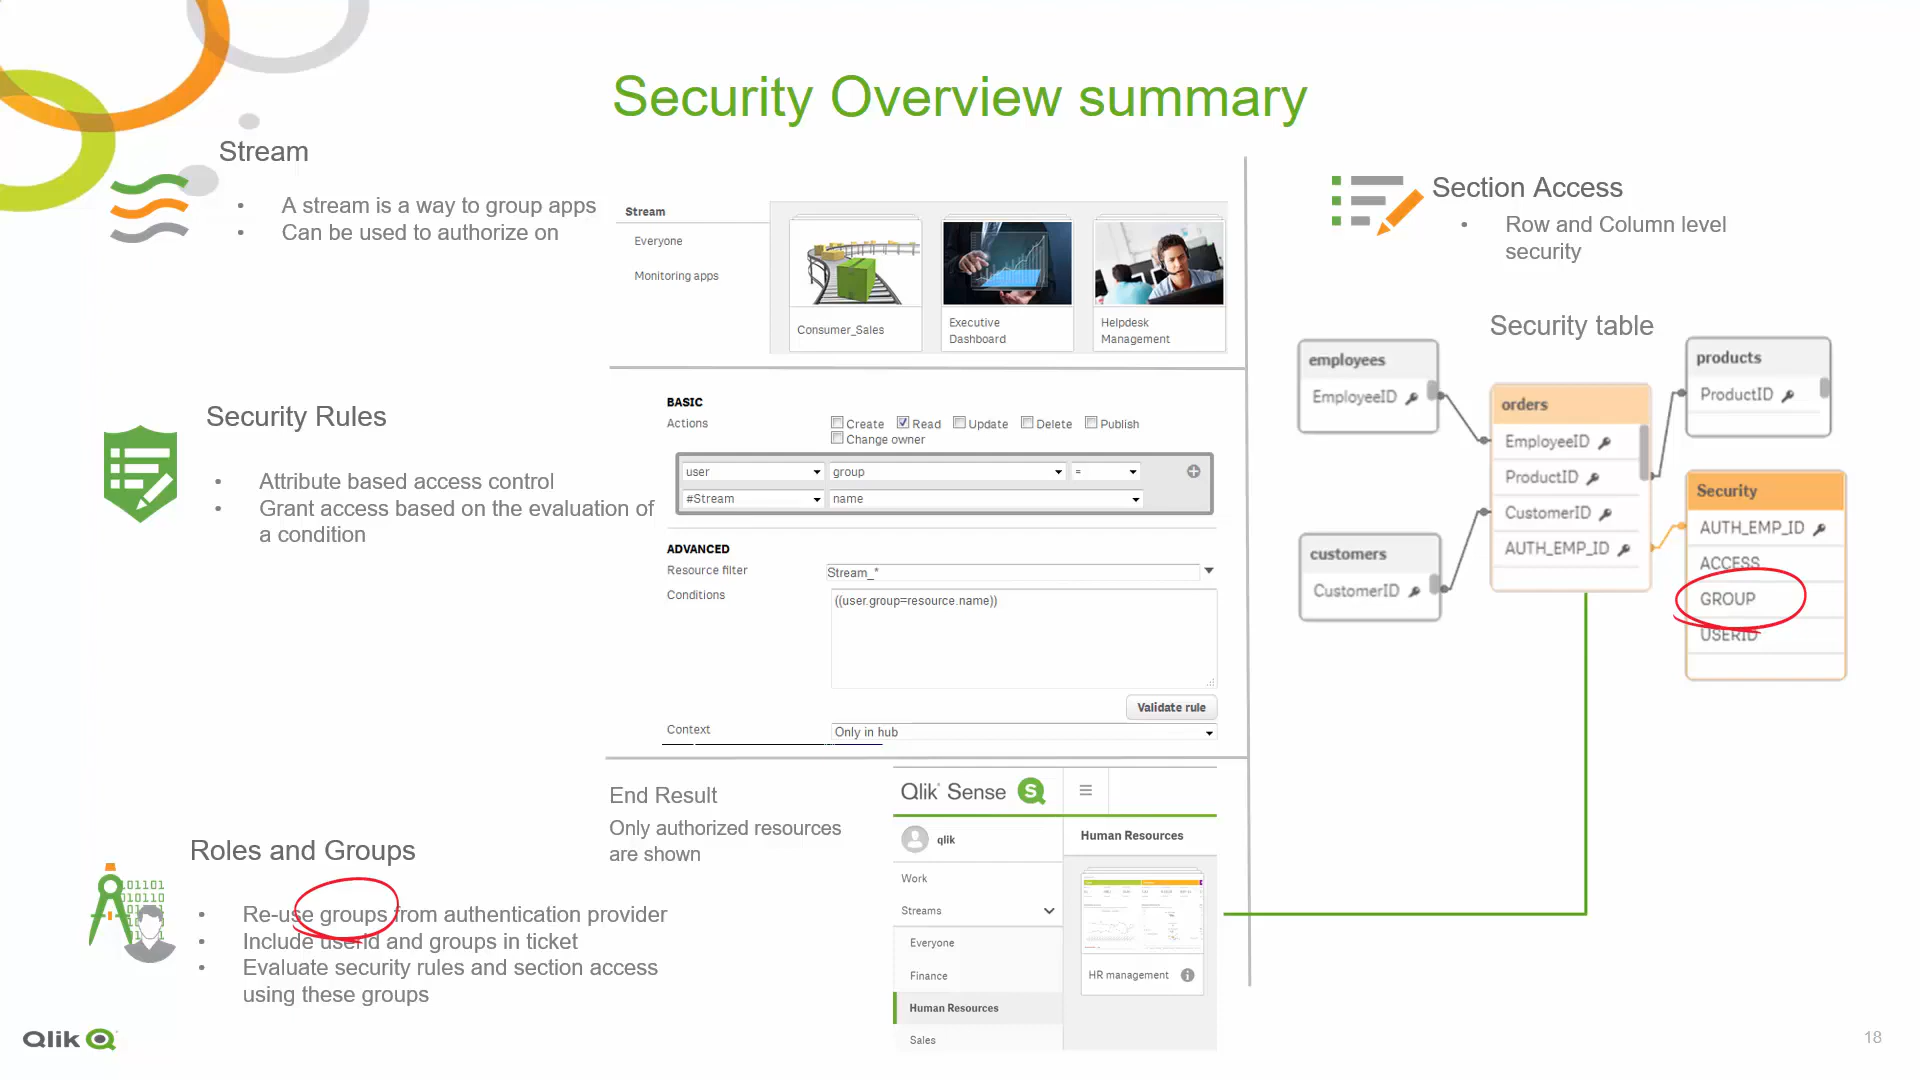 Security Overview summary
Stream
• A stream is a way to group apps
• Can be used to authorize on
Stream
Everyone
Monitoring apps
Consumer_Sales
Executive
Dashboard
Helpdesk
Management
Security Rules
• Attribute based access control
• Grant access based on the evaluation of
a condition
BASIC
Actions
Create Read Update Delete Publish
Change owner
user group =
#Stream name
ADVANCED
Resource filter Stream_*
Conditions ((user.group=resource.name))
Validate rule
Context Only in hub
Roles and Groups
• Re-use groups from authentication provider
• Include userid and groups in ticket
• Evaluate security rules and section access
using these groups
End Result
Only authorized resources
are shown
Qlik Sense
qlik
Work
Streams
Everyone
Finance
Human Resources
Sales
Human Resources
HR management
Section Access
• Row and Column level
security
Security table
employees
EmployeeID
customers
CustomerID
orders
EmployeeID
ProductID
CustomerID
AUTH_EMP_ID
products
ProductID
Security
AUTH_EMP_ID
ACCESS
GROUP
USERID
Qlik
18